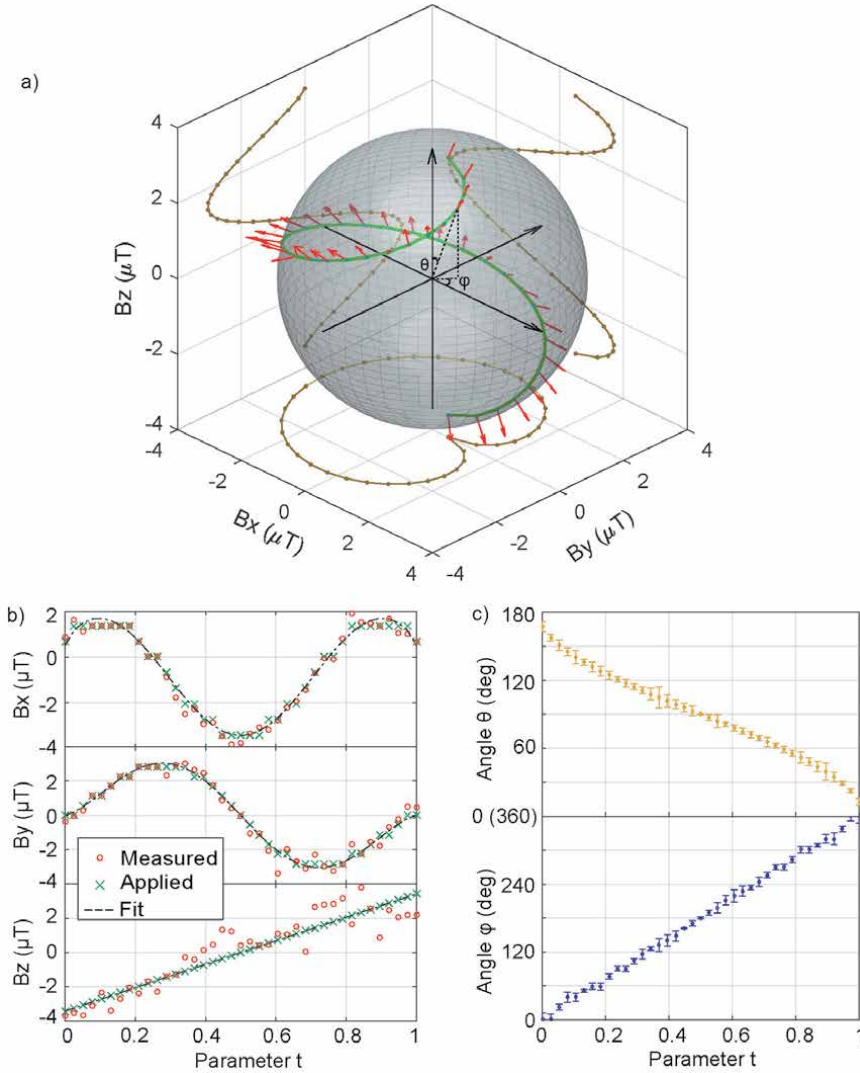 a)
4
2
0
-2
-4
Bz (μT)
-4
-2
0
2
4
Bx (μT)
-4
-2
0
2
4
By (μT)
θ
φ
b)
2
0
-2
-4
Bx (μT)
2
0
-2
-4
By (μT)
Measured
Applied
Fit
2
0
-2
-4
Bz (μT)
0 0.2 0.4 0.6 0.8 1
Parameter t
c)
180
120
60
0 (360)
Angle θ (deg)
240
120
0
Angle φ (deg)
0 0.2 0.4 0.6 0.8 1
Parameter t